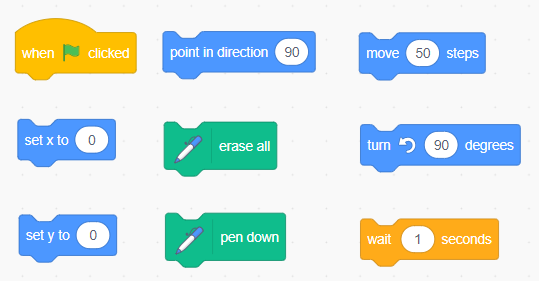 when clicked
point in direction 90
move 50 steps
set x to 0
erase all
turn 90 degrees
set y to 0
pen down
wait 1 seconds